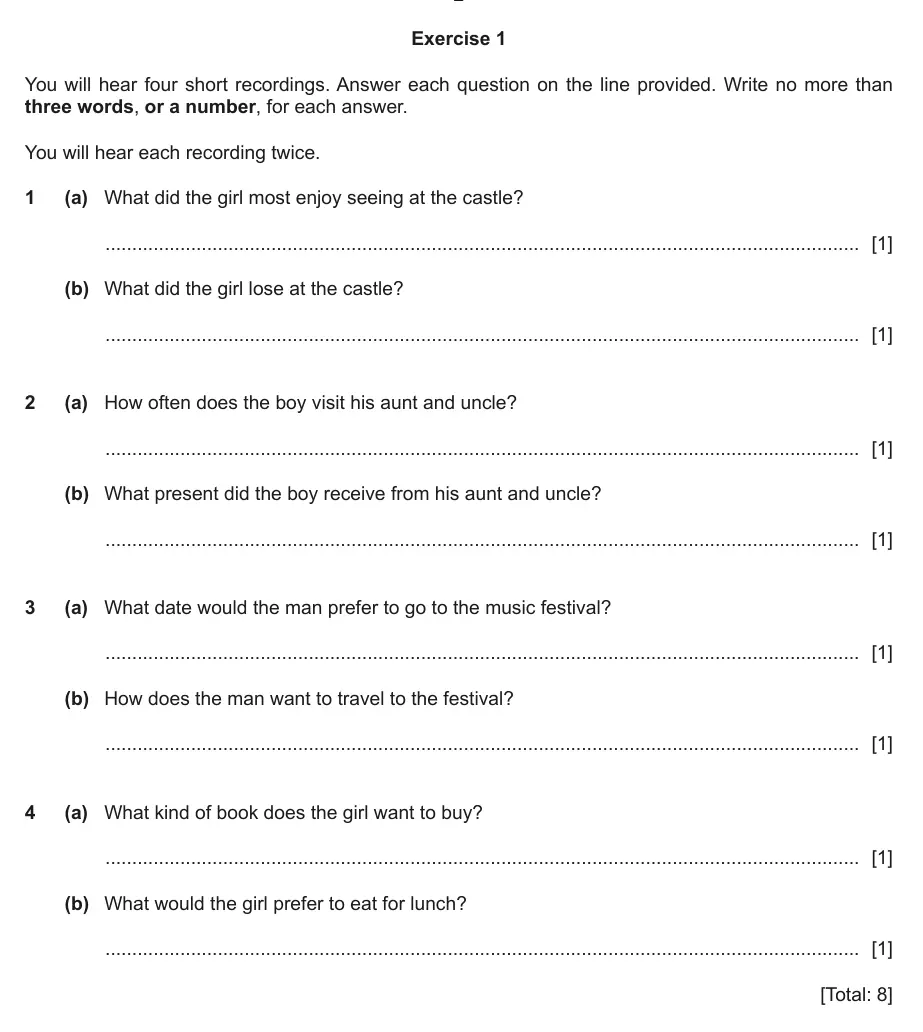 Exercise 1
You will hear four short recordings. Answer each question on the line provided. Write no more than
three words, or a number, for each answer.
You will hear each recording twice.
1 (a) What did the girl most enjoy seeing at the castle?
.............................................................................................................................................. [1]
(b) What did the girl lose at the castle?
.............................................................................................................................................. [1]
2 (a) How often does the boy visit his aunt and uncle?
.............................................................................................................................................. [1]
(b) What present did the boy receive from his aunt and uncle?
.............................................................................................................................................. [1]
3 (a) What date would the man prefer to go to the music festival?
.............................................................................................................................................. [1]
(b) How does the man want to travel to the festival?
.............................................................................................................................................. [1]
4 (a) What kind of book does the girl want to buy?
.............................................................................................................................................. [1]
(b) What would the girl prefer to eat for lunch?
.............................................................................................................................................. [1]
[Total: 8]